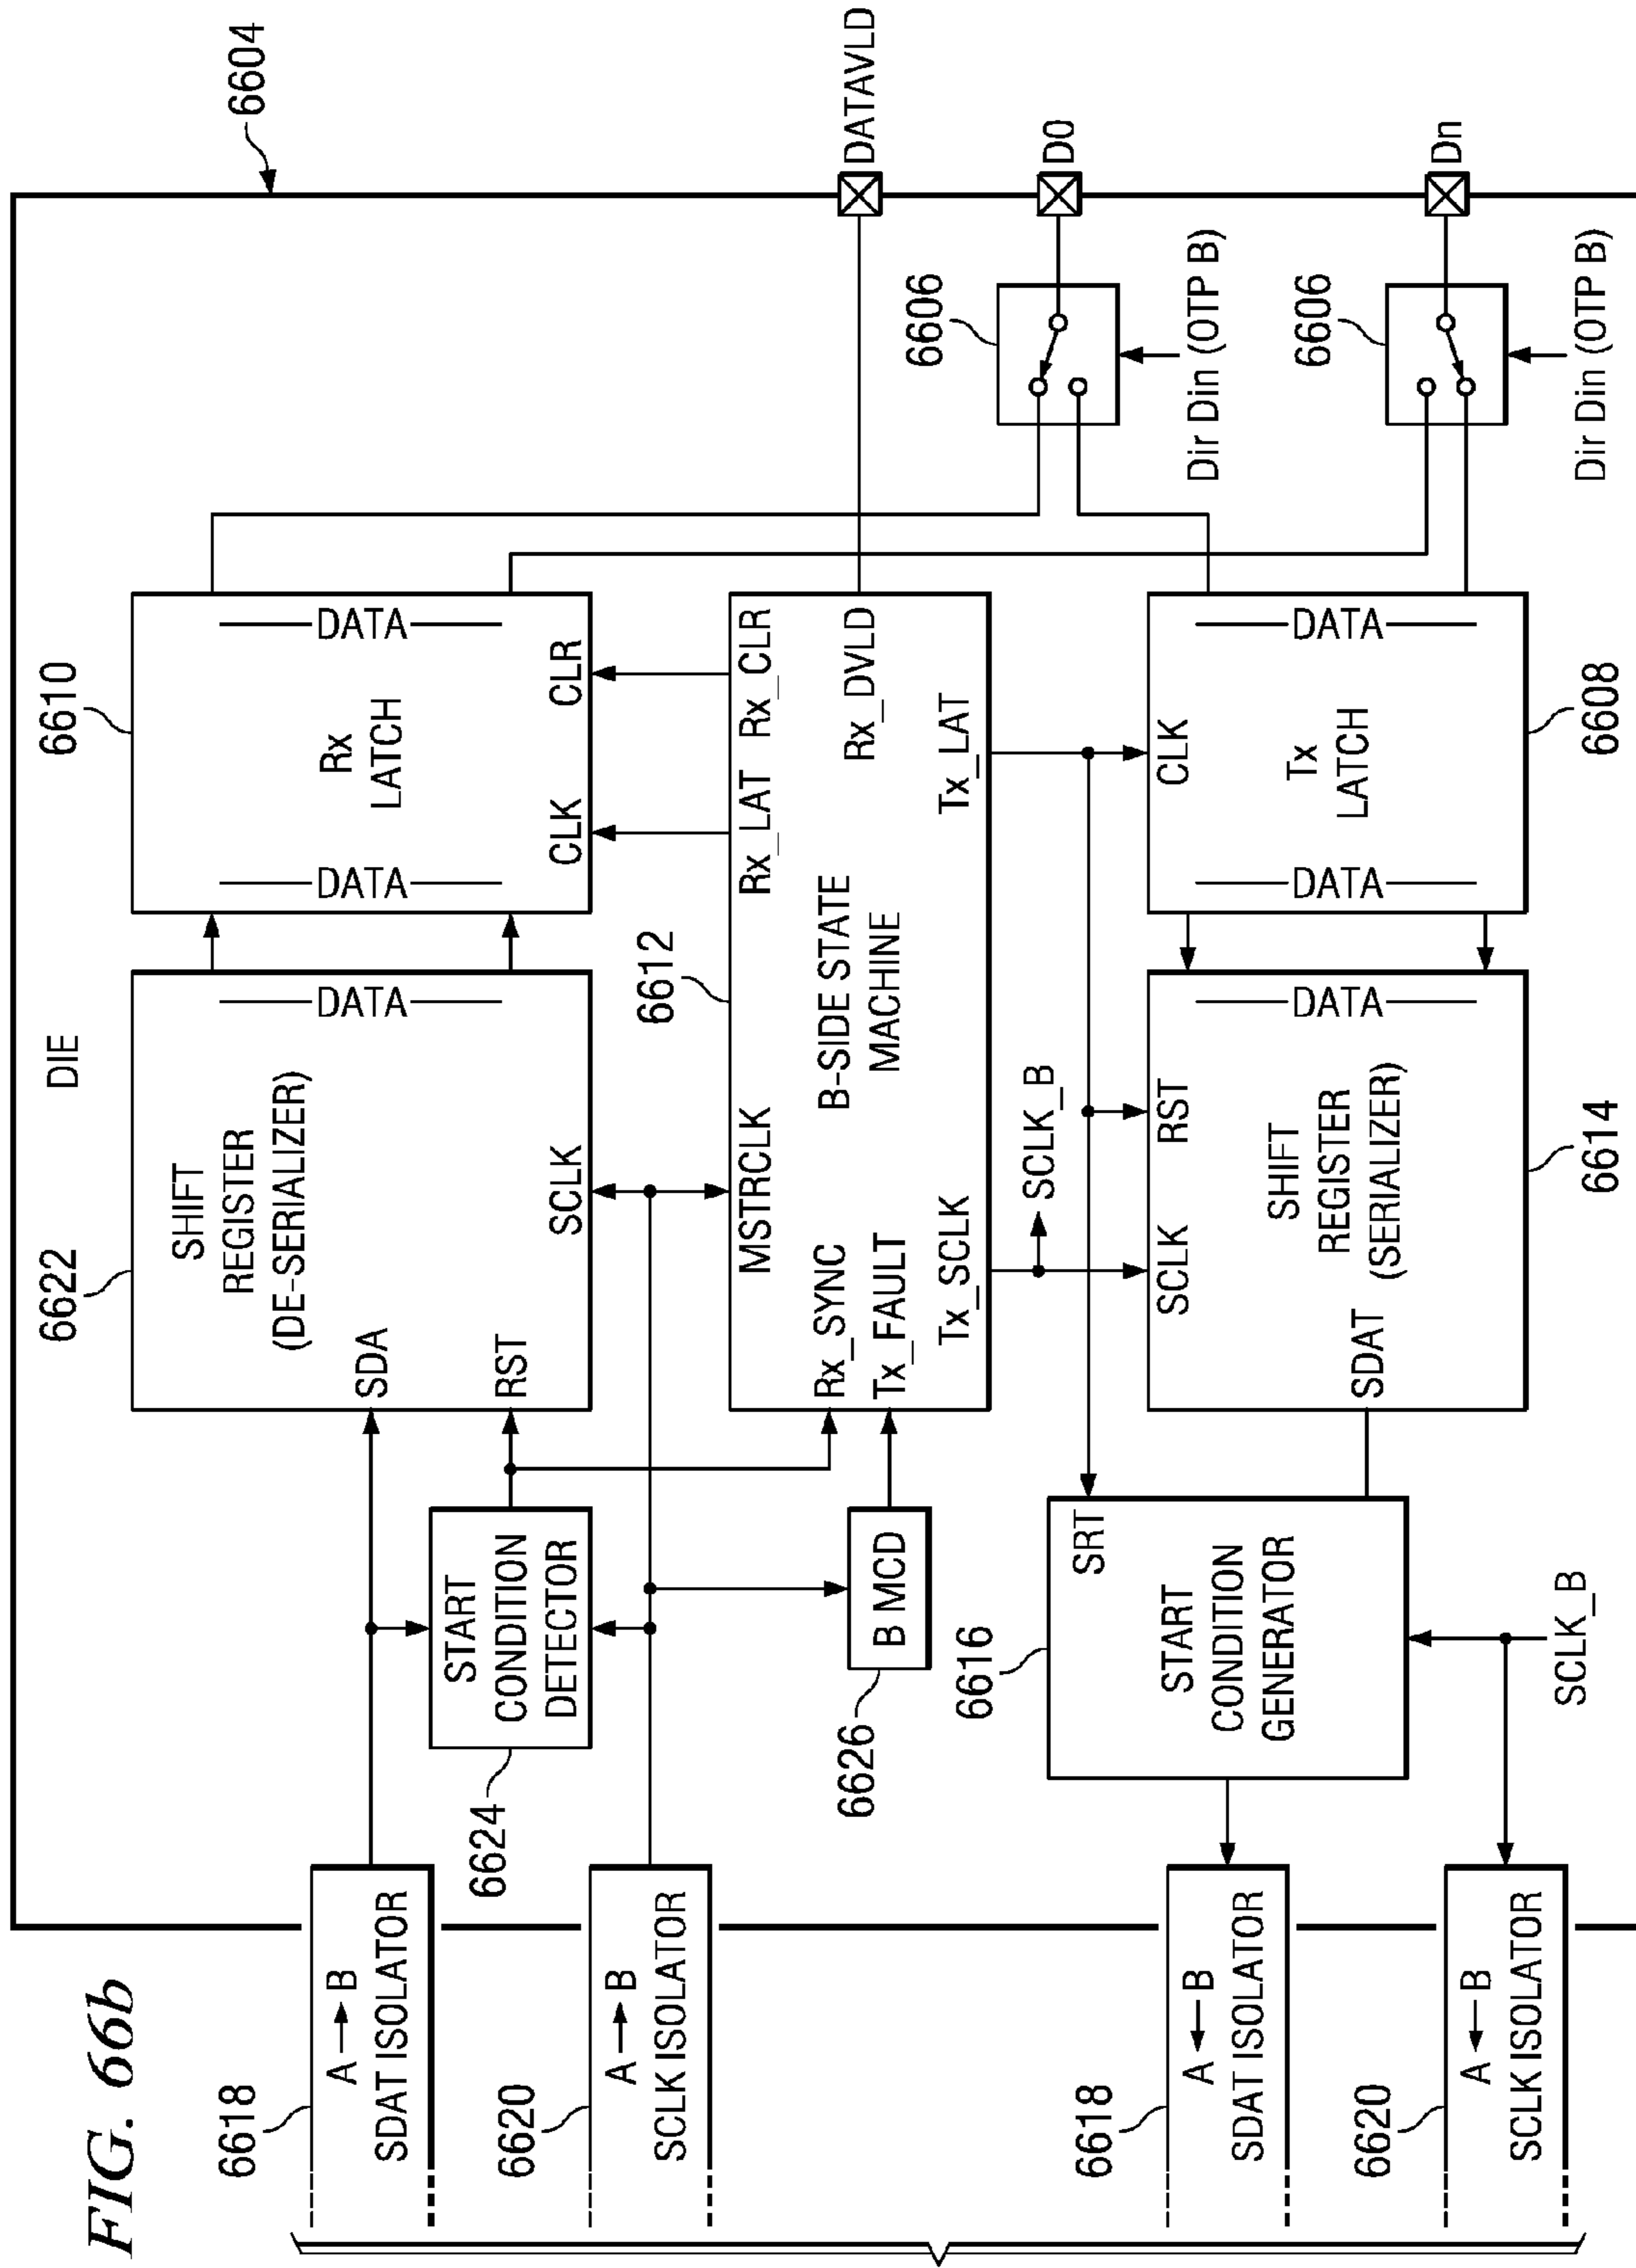 FIG. 66b
6604
DIE
6618
A B
SDAT ISOLATOR
6620
A B
SCLK ISOLATOR
6618
A B
SDAT ISOLATOR
6620
A B
SCLK ISOLATOR
6624
START
CONDITION
DETECTOR
6626
B MCD
6616
SRT
START
CONDITION
GENERATOR
SCLK_B
6622
SHIFT
REGISTER
(DE-SERIALIZER)
SDA
RST
SCLK
DATA
6610
Rx
LATCH
DATA
DATA
CLK
CLR
6612
MSTRCLK
Rx_LAT
Rx_CLR
Rx_SYNC
B-SIDE STATE
MACHINE
Rx_DVLD
Tx_FAULT
Tx_SCLK
Tx_LAT
SCLK_B
SCLK
RST
SHIFT
REGISTER
(SERIALIZER)
SDAT
DATA
6614
CLK
Tx
LATCH
DATA
DATA
6608
DATAVLD
6606
D0
Dir Din (OTP B)
6606
Dn
Dir Din (OTP B)